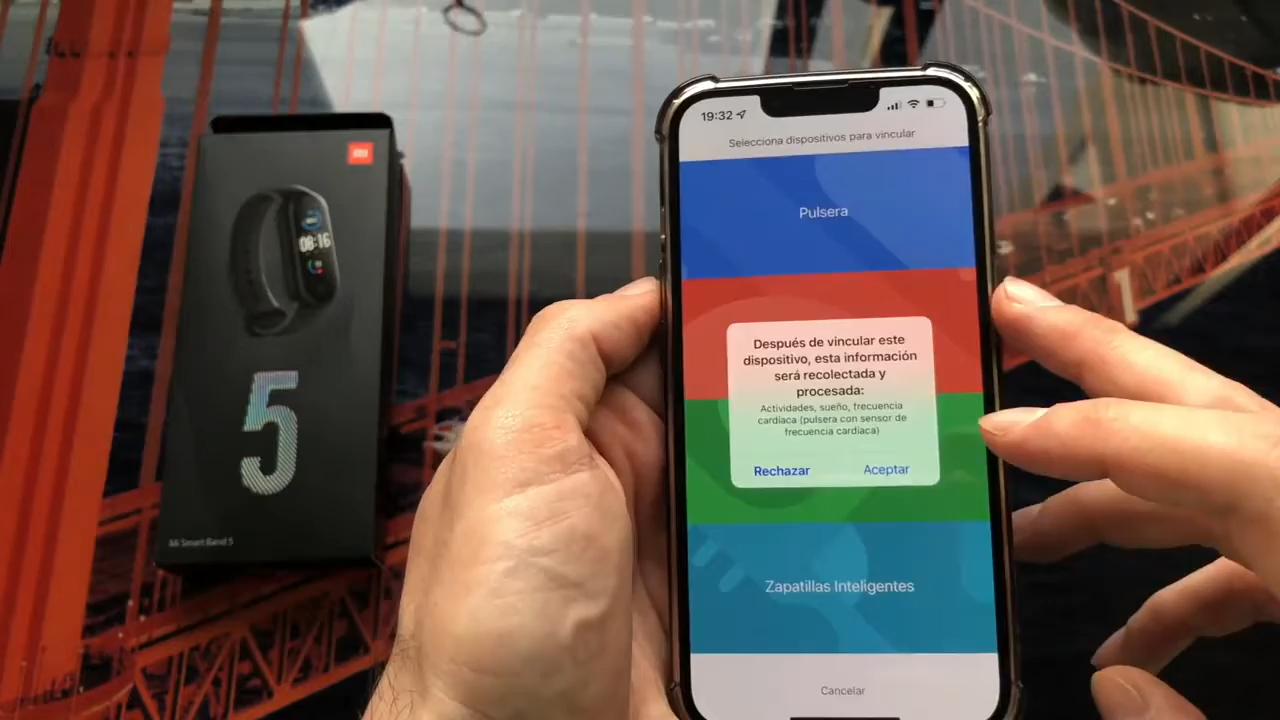 mi
08:16
5
Mi Smart Band 5
19:32
Selecciona dispositivos para vincular
Pulsera
Después de vincular este
dispositivo, esta información
será recolectada y
procesada:
Actividades, sueño, frecuencia
cardíaca (pulsera con sensor de
frecuencia cardíaca)
Rechazar
Aceptar
Zapatillas Inteligentes
Cancelar